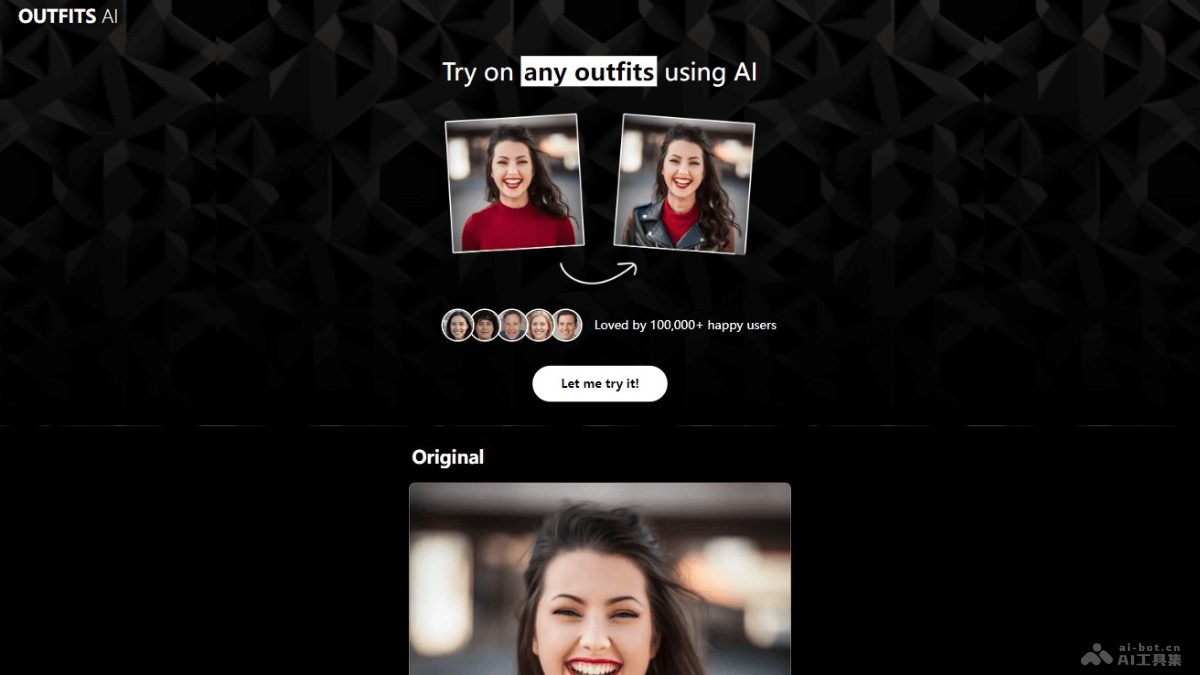 OUTFITS AI
Try on any outfits using AI
Loved by 100,000+ happy users
Let me try it!
Original
ai-bot.cn
AI工具集